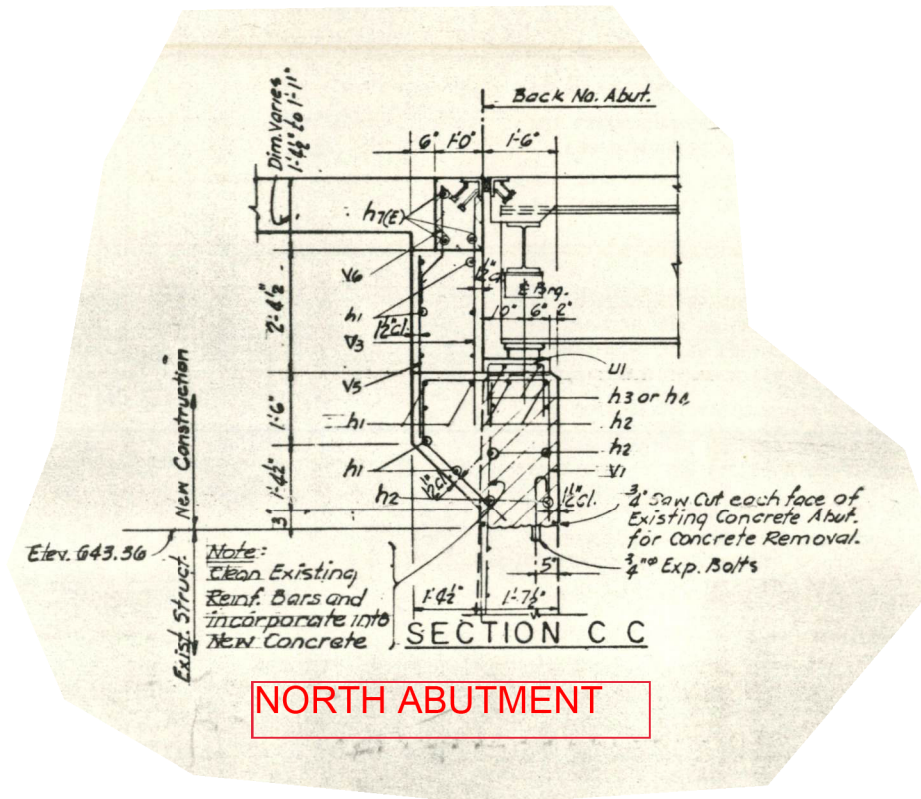 Back No. Abut.
Dim. Varies
1'-4½" to 1'-11"
6" 1'-0" 1'-6"
h7(E)
V6
1½" cl.
℄ Brg.
10" 6" 2"
h1
1½" cl.
V3
2'-4½"
V5
u1
h3 or h4
1'-6"
h1
h2
h2
h1
V1
1'-4½"
1½" cl.
h2
1½" cl.
3"
New Construction
¾" Saw Cut each face of
Existing Concrete Abut.
for Concrete Removal.
Elev. 643.36
¾"ø Exp. Bolts
Note:
Clean Existing
Reinf. Bars and
incorporate into
New Concrete
5"
1'-4½" 1'-7½"
Exist. Struct.
SECTION C C
NORTH ABUTMENT